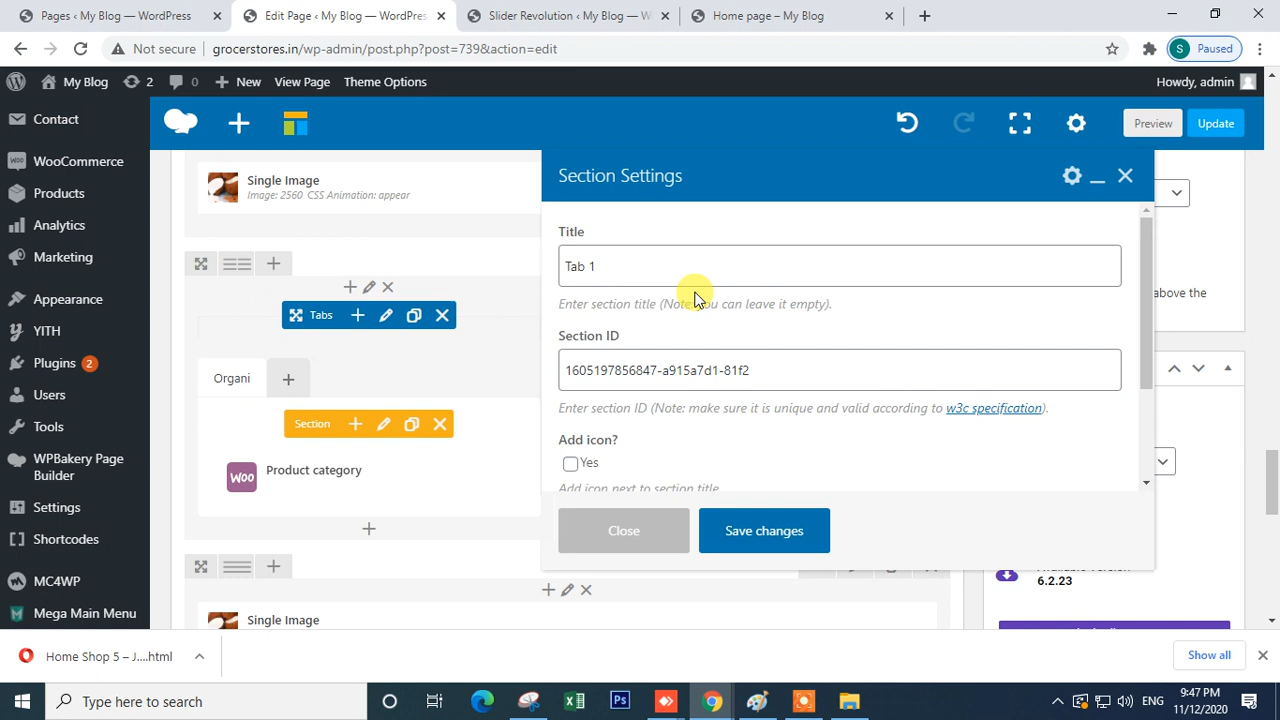 Pages ‹ My Blog — WordPress
Edit Page ‹ My Blog — WordPres
Slider Revolution ‹ My Blog — W
Home page – My Blog
Not secure
grocerstores.in/wp-admin/post.php?post=739&action=edit
S Paused
My Blog
2
0
New
View Page
Theme Options
Howdy, admin
Contact
WooCommerce
Products
Analytics
Marketing
Appearance
YITH
Plugins 2
Users
Tools
WPBakery Page Builder
Settings
Shortcodes
MC4WP
Mega Main Menu
Preview
Update
Single Image
Image: 2560 CSS Animation: appear
Tabs
Organi
Section
Woo
Product category
Single Image
Section Settings
Title
Tab 1
Enter section title (Note: you can leave it empty).
Section ID
1605197856847-a915a7d1-81f2
Enter section ID (Note: make sure it is unique and valid according to w3c specification).
Add icon?
Yes
Add icon next to section title
Close
Save changes
above the
6.2.23
Home Shop 5 – J....html
Show all
Type here to search
ENG
9:47 PM
11/12/2020